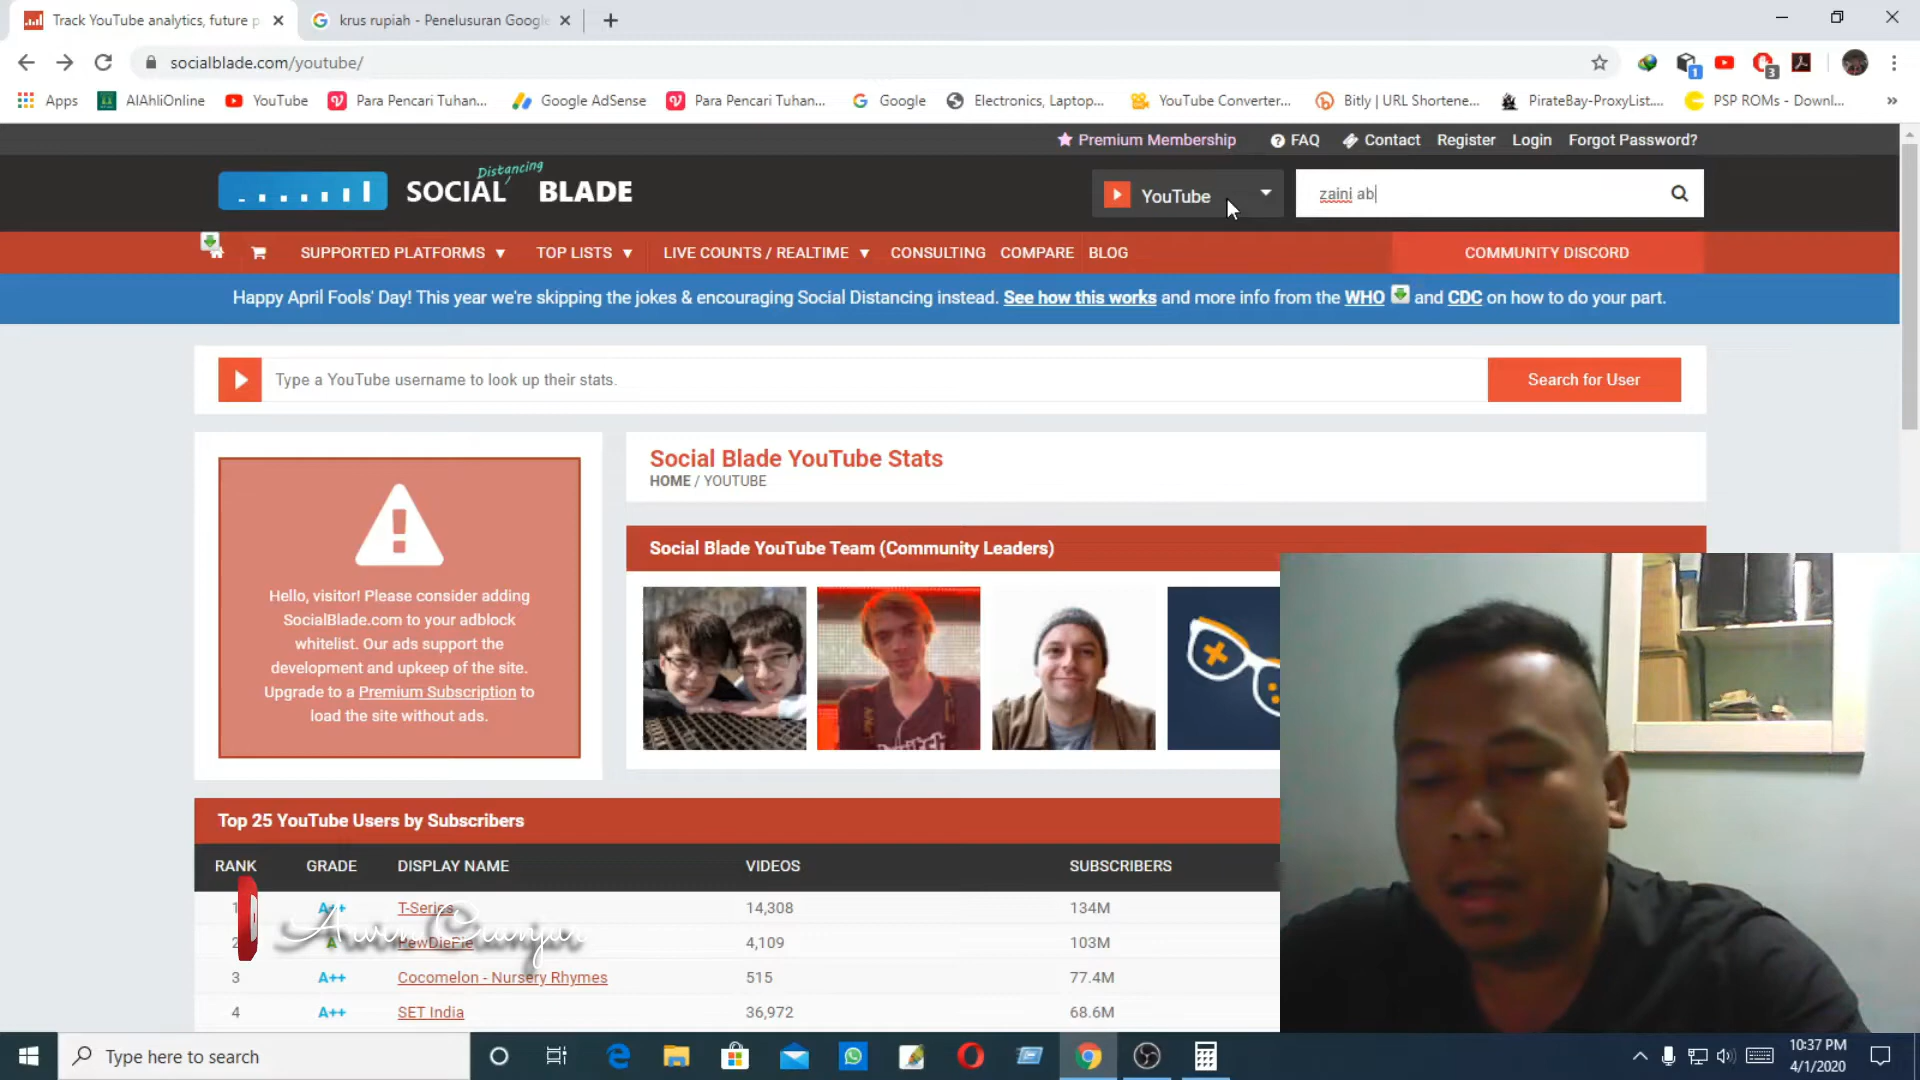 Track YouTube analytics, future p
krus rupiah - Penelusuran Google
socialblade.com/youtube/
Apps
AlAhliOnline
YouTube
Para Pencari Tuhan...
Google AdSense
Para Pencari Tuhan...
Google
Electronics, Laptop...
YouTube Converter...
Bitly | URL Shortene...
PirateBay-ProxyList....
PSP ROMs - Downl...
Premium Membership
FAQ
Contact
Register
Login
Forgot Password?
SOCIAL BLADE
Distancing
YouTube
zaini ab
SUPPORTED PLATFORMS
TOP LISTS
LIVE COUNTS / REALTIME
CONSULTING
COMPARE
BLOG
COMMUNITY DISCORD
Happy April Fools' Day! This year we're skipping the jokes & encouraging Social Distancing instead. See how this works and more info from the WHO and CDC on how to do your part.
Type a YouTube username to look up their stats.
Search for User
Hello, visitor! Please consider adding
SocialBlade.com to your adblock
whitelist. Our ads support the
development and upkeep of the site.
Upgrade to a Premium Subscription to
load the site without ads.
Social Blade YouTube Stats
HOME / YOUTUBE
Social Blade YouTube Team (Community Leaders)
Top 25 YouTube Users by Subscribers
RANK GRADE DISPLAY NAME VIDEOS SUBSCRIBERS
1 A++ T-Series 14,308 134M
2 A PewDiePie 4,109 103M
3 A++ Cocomelon - Nursery Rhymes 515 77.4M
4 A++ SET India 36,972 68.6M
Arwin Cianjur
Type here to search
10:37 PM
4/1/2020